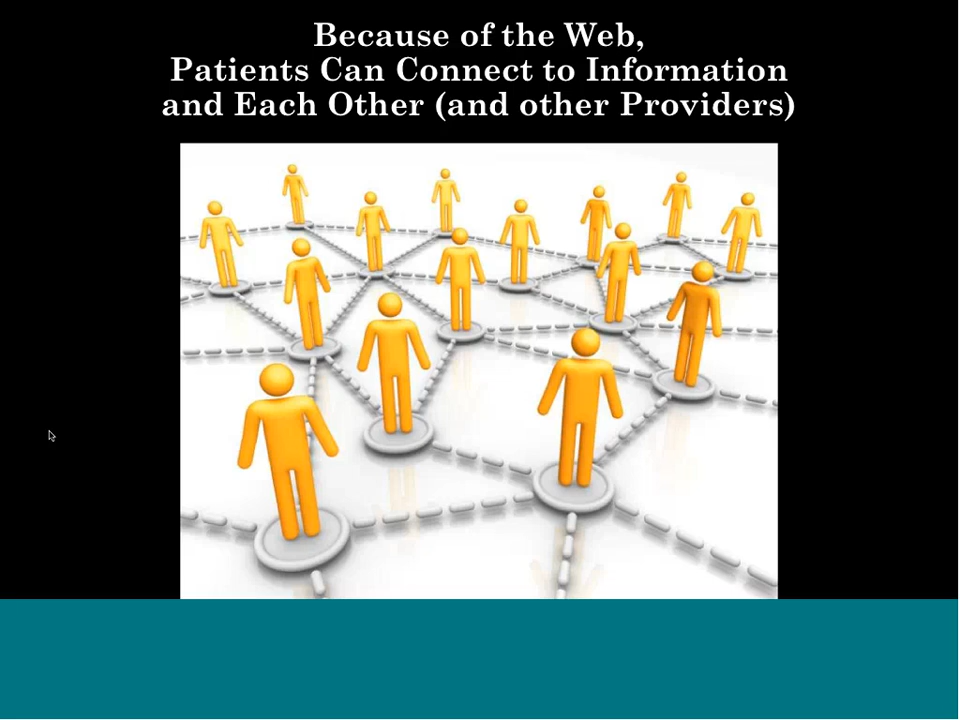 Because of the Web,
Patients Can Connect to Information
and Each Other (and other Providers)